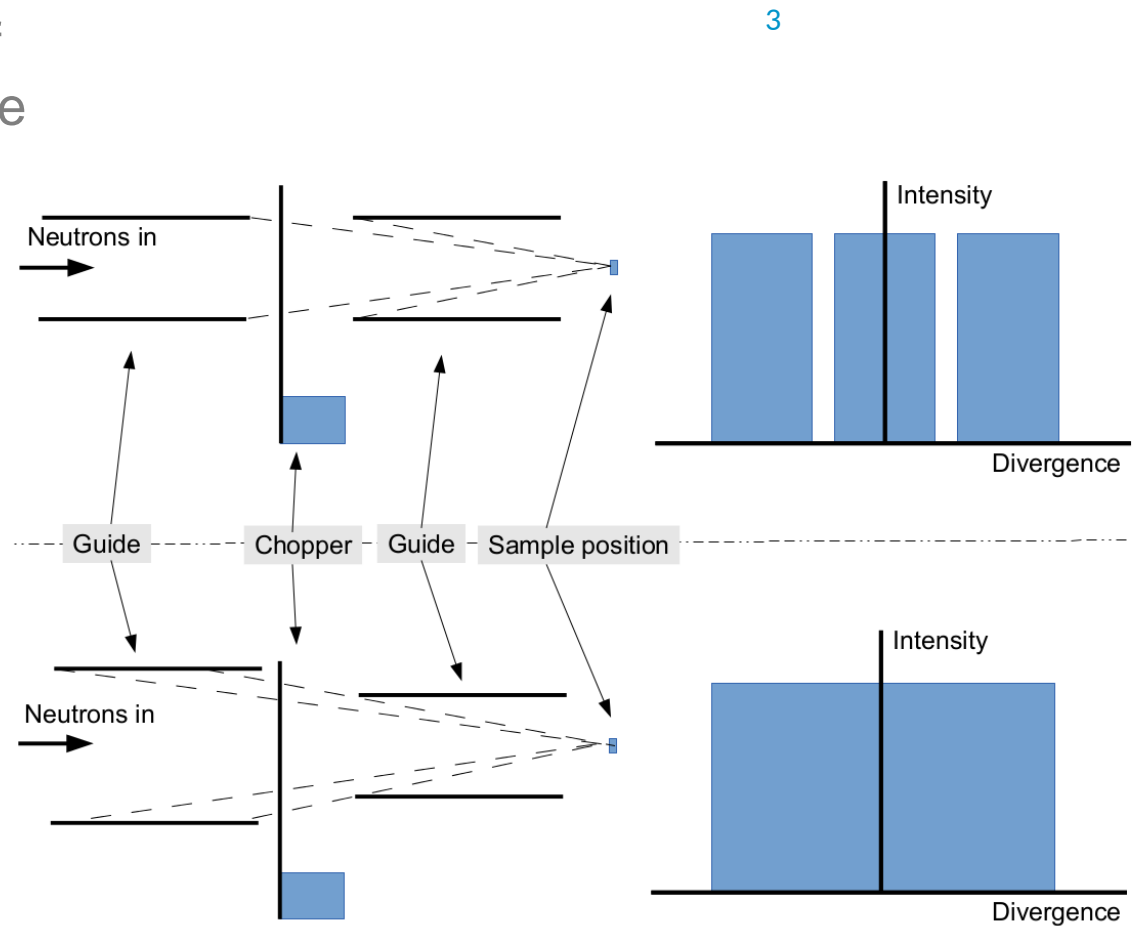 3
e
Intensity
Neutrons in
Divergence
Guide
Chopper
Guide
Sample position
Intensity
Neutrons in
Divergence